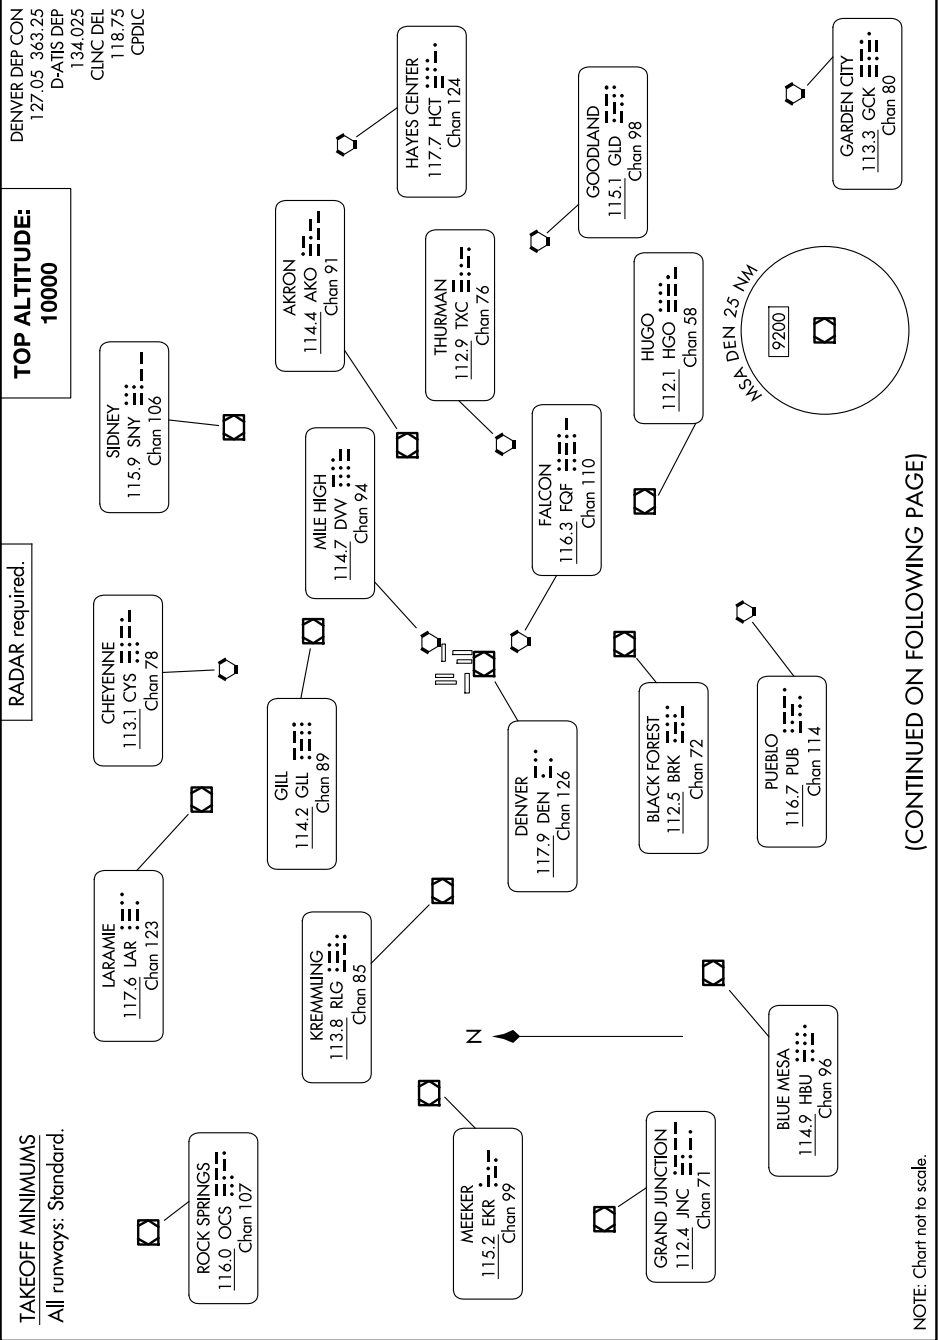 TAKEOFF MINIMUMS
All runways: Standard.
RADAR required.
TOP ALTITUDE:
10000
DENVER DEP CON
127.05 363.25
D-ATIS DEP
134.025
CLNC DEL
118.75
CPDLC
ROCK SPRINGS
116.0 OCS
Chan 107
LARAMIE
117.6 LAR
Chan 123
CHEYENNE
113.1 CYS
Chan 78
SIDNEY
115.9 SNY
Chan 106
GILL
114.2 GLL
Chan 89
KREMMLING
113.8 RLG
Chan 85
MILE HIGH
114.7 DVV
Chan 94
AKRON
114.4 AKO
Chan 91
HAYES CENTER
117.7 HCT
Chan 124
THURMAN
112.9 TXC
Chan 76
GOODLAND
115.1 GLD
Chan 98
N
MEEKER
115.2 EKR
Chan 99
DENVER
117.9 DEN
Chan 126
FALCON
116.3 FQF
Chan 110
HUGO
112.1 HGO
Chan 58
GRAND JUNCTION
112.4 JNC
Chan 71
BLACK FOREST
112.5 BRK
Chan 72
BLUE MESA
114.9 HBU
Chan 96
PUEBLO
116.7 PUB
Chan 114
MSA DEN 25 NM
9200
GARDEN CITY
113.3 GCK
Chan 80
NOTE: Chart not to scale.
(CONTINUED ON FOLLOWING PAGE)